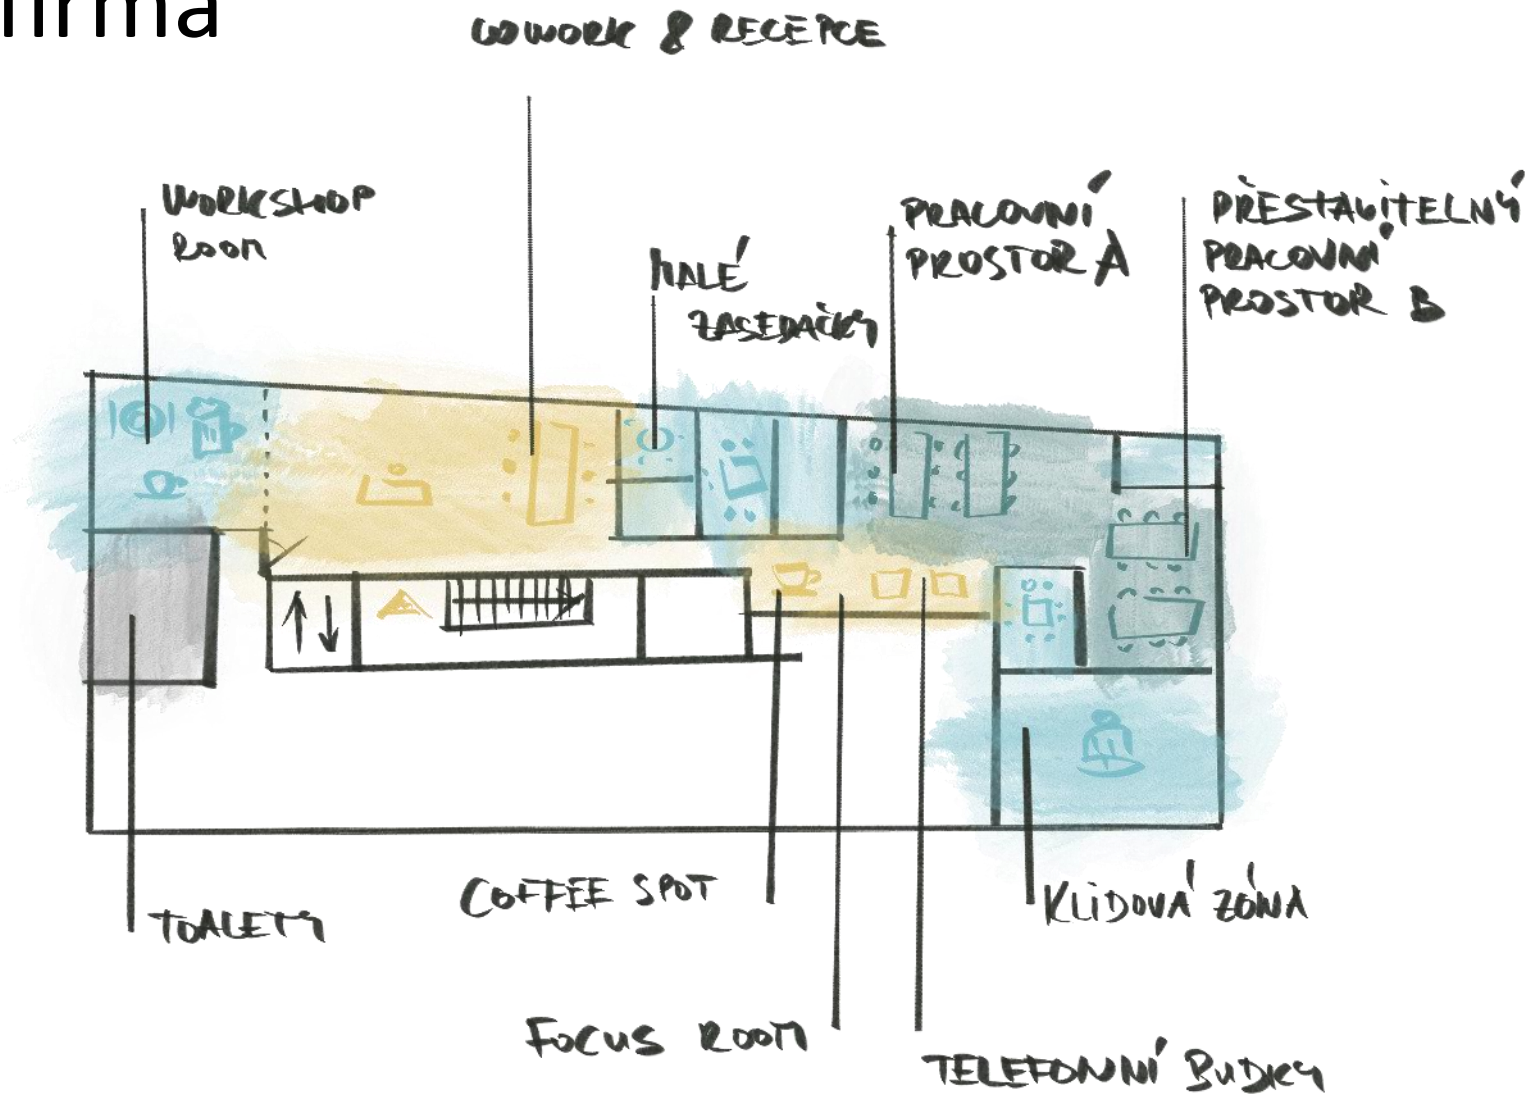 firma
COWORK & RECEPCE
WORKSHOP
ROOM
MALÉ
ZASEDAČKY
PRACOVNÍ
PROSTOR A
PŘESTAVITELNÝ
PRACOVNÍ
PROSTOR B
COFFEE SPOT
KLIDOVÁ ZÓNA
TOALETY
FOCUS ROOM
TELEFONNÍ BUDKY